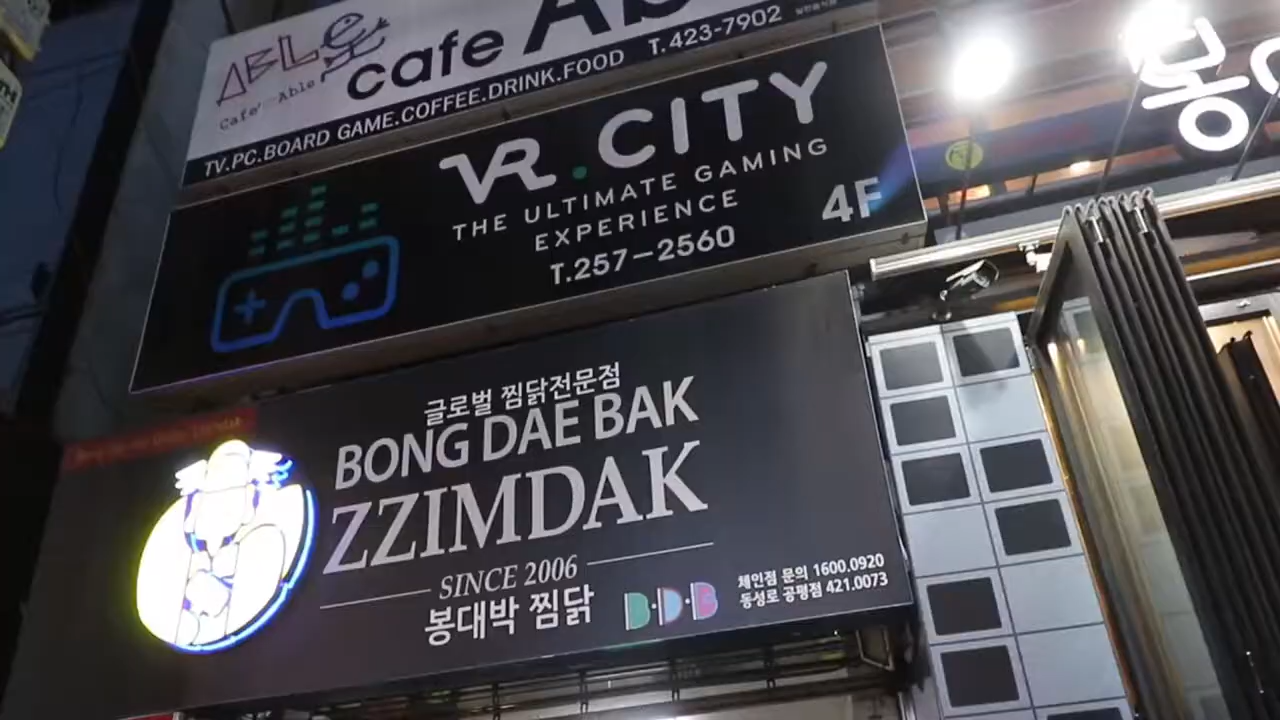 ABLE
Cafe' Able
cafe Ab
TV.PC.BOARD GAME.COFFEE.DRINK.FOOD T.423-7902
VR.CITY
THE ULTIMATE GAMING
EXPERIENCE
T.257-2560
4F
봉
글로벌 찜닭전문점
BONG DAE BAK
ZZIMDAK
SINCE 2006
봉대박 찜닭
B·D·B
체인점 문의 1600.0920
동성로 공평점 421.0073